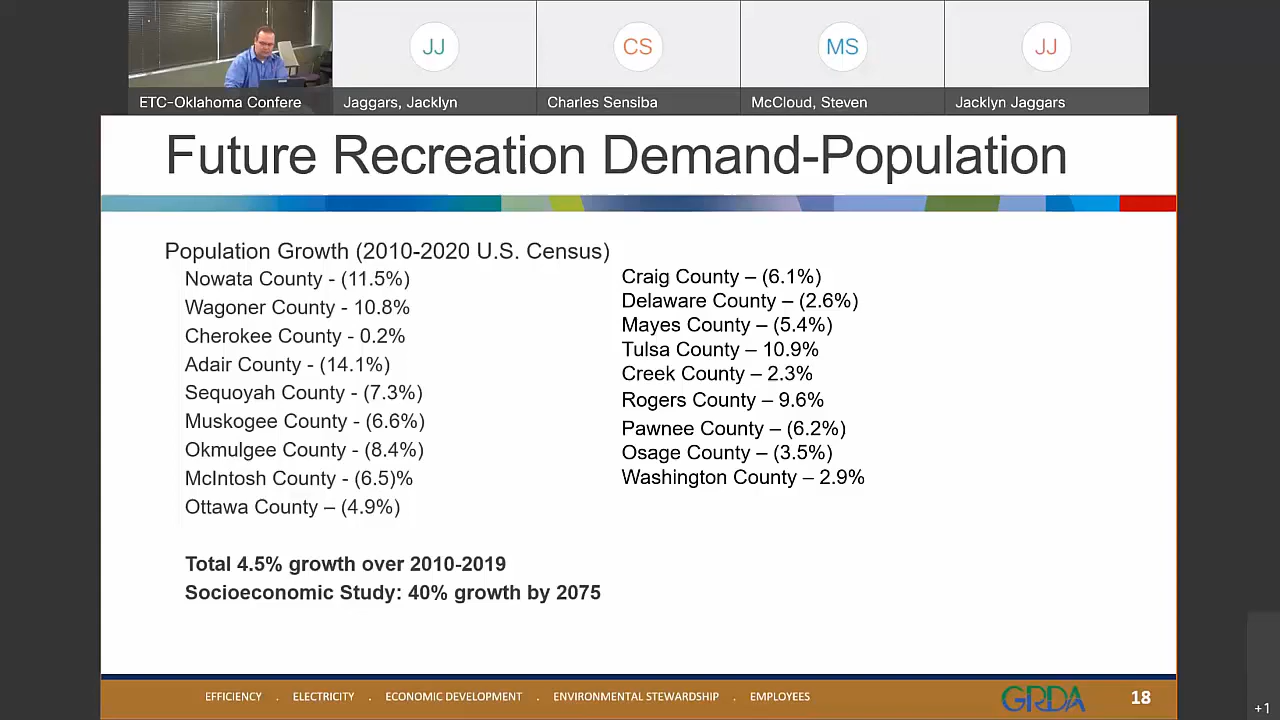 JJ
CS
MS
JJ
ETC-Oklahoma Confere
Jaggars, Jacklyn
Charles Sensiba
McCloud, Steven
Jacklyn Jaggars
Future Recreation Demand-Population
Population Growth (2010-2020 U.S. Census)
Nowata County - (11.5%)
Wagoner County - 10.8%
Cherokee County - 0.2%
Adair County - (14.1%)
Sequoyah County - (7.3%)
Muskogee County - (6.6%)
Okmulgee County - (8.4%)
McIntosh County - (6.5)%
Ottawa County – (4.9%)
Craig County – (6.1%)
Delaware County – (2.6%)
Mayes County – (5.4%)
Tulsa County – 10.9%
Creek County – 2.3%
Rogers County – 9.6%
Pawnee County – (6.2%)
Osage County – (3.5%)
Washington County – 2.9%
Total 4.5% growth over 2010-2019
Socioeconomic Study: 40% growth by 2075
EFFICIENCY . ELECTRICITY . ECONOMIC DEVELOPMENT . ENVIRONMENTAL STEWARDSHIP . EMPLOYEES
GRDA
18
+1